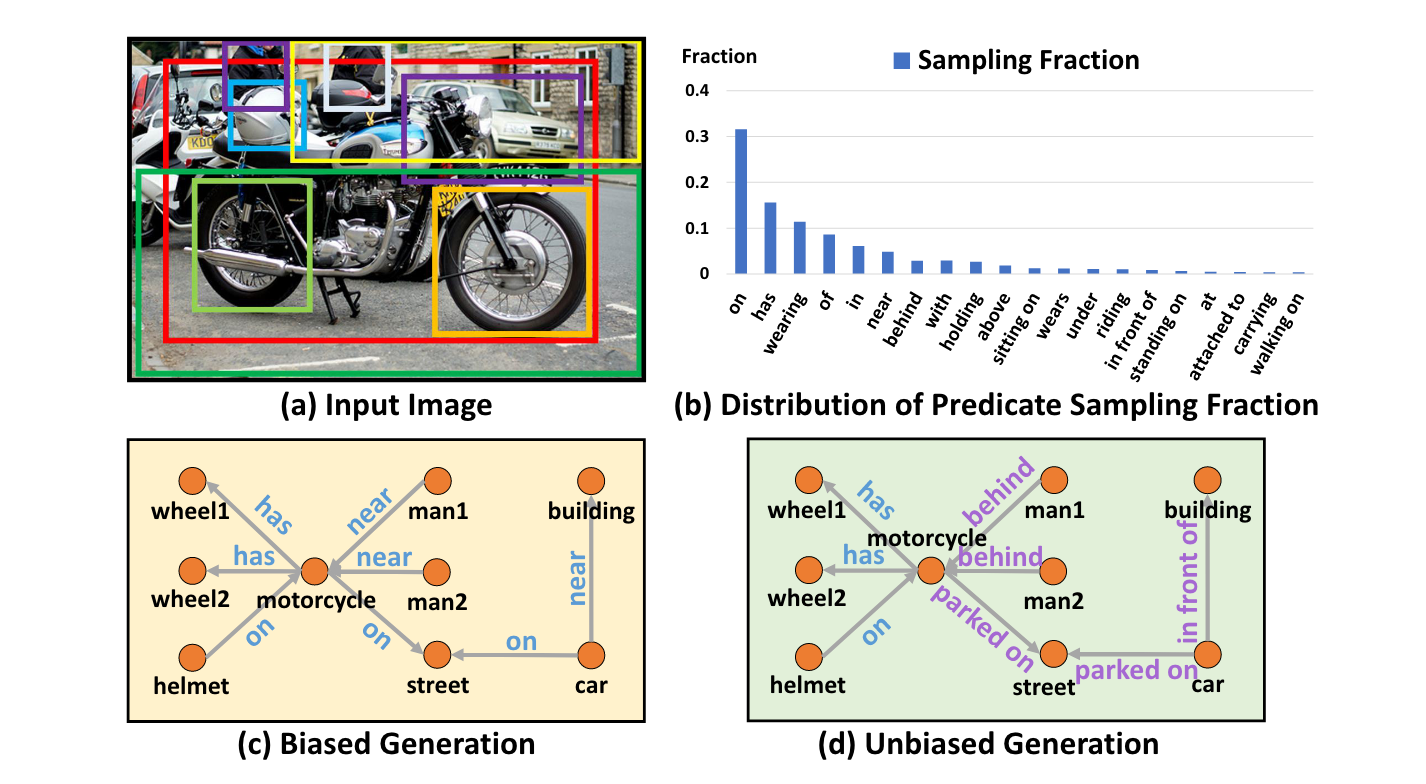 Fraction
Sampling Fraction
0.4
0.3
0.2
0.1
0
on
has
wearing
of
in
near
behind
with
holding
above
sitting on
wears
under
riding
in front of
standing on
at
attached to
carrying
walking on
(a) Input Image
(b) Distribution of Predicate Sampling Fraction
wheel1
has
near
man1
building
wheel2
has
near
motorcycle
man2
near
helmet
on
on
street
on
car
(c) Biased Generation
wheel1
has
behind
man1
building
motorcycle
wheel2
has
behind
man2
in front of
helmet
on
parked on
street
parked on
car
(d) Unbiased Generation